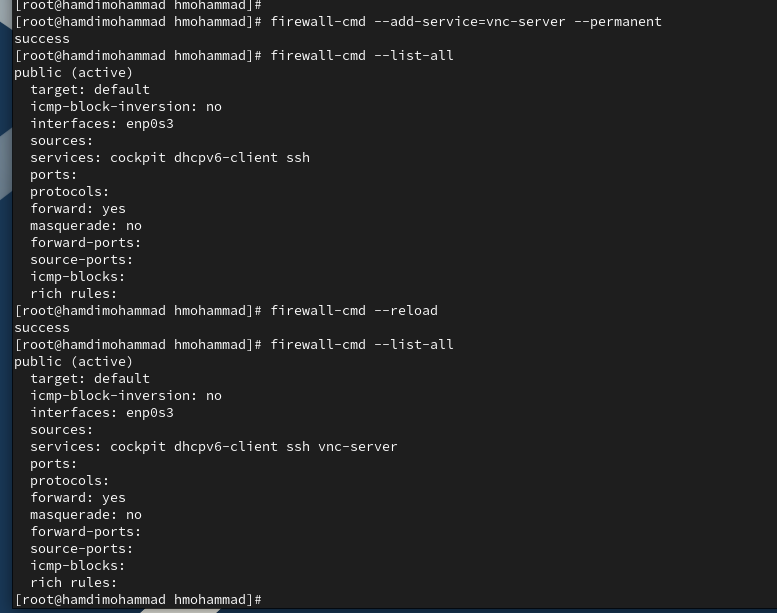 [root@hamdimohammad hmohammad]#
[root@hamdimohammad hmohammad]# firewall-cmd --add-service=vnc-server --permanent
success
[root@hamdimohammad hmohammad]# firewall-cmd --list-all
public (active)
  target: default
  icmp-block-inversion: no
  interfaces: enp0s3
  sources:
  services: cockpit dhcpv6-client ssh
  ports:
  protocols:
  forward: yes
  masquerade: no
  forward-ports:
  source-ports:
  icmp-blocks:
  rich rules:
[root@hamdimohammad hmohammad]# firewall-cmd --reload
success
[root@hamdimohammad hmohammad]# firewall-cmd --list-all
public (active)
  target: default
  icmp-block-inversion: no
  interfaces: enp0s3
  sources:
  services: cockpit dhcpv6-client ssh vnc-server
  ports:
  protocols:
  forward: yes
  masquerade: no
  forward-ports:
  source-ports:
  icmp-blocks:
  rich rules:
[root@hamdimohammad hmohammad]#